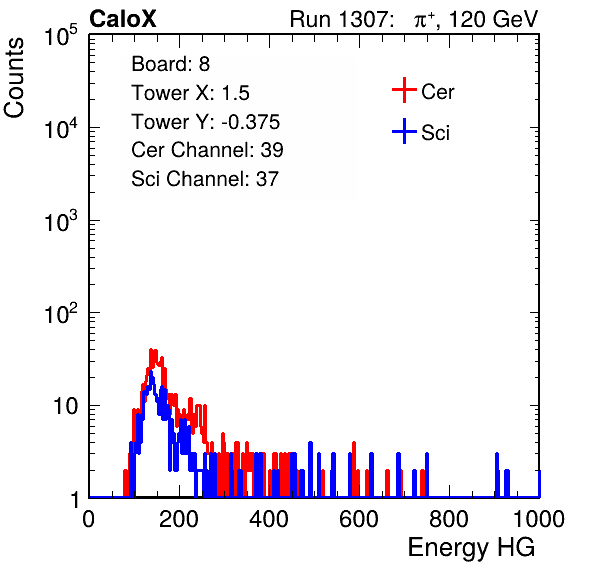 CaloX Run 1307: π⁺, 120 GeV
Board: 8
Tower X: 1.5
Tower Y: -0.375
Cer Channel: 39
Sci Channel: 37
Cer
Sci
Counts
10⁵
10⁴
10³
10²
10
1
0 200 400 600 800 1000
Energy HG